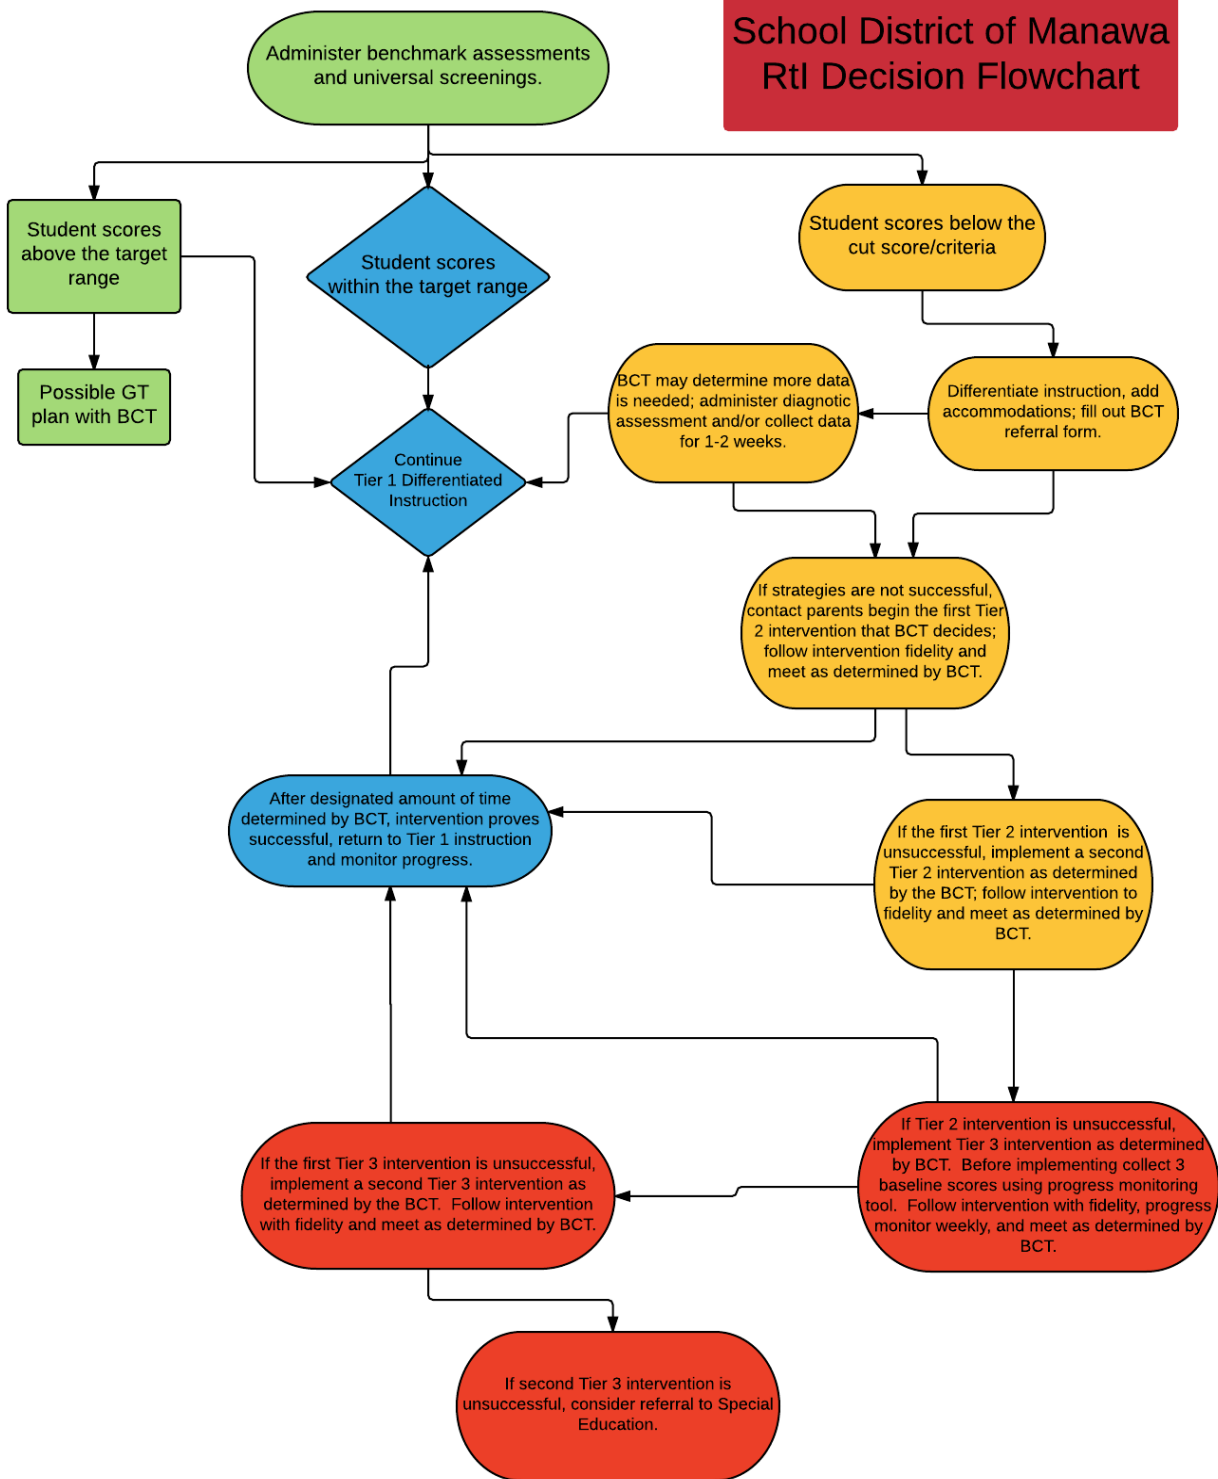 School District of Manawa
RtI Decision Flowchart
Administer benchmark assessments
and universal screenings.
Student scores
above the target
range
Student scores
within the target range
Student scores below the
cut score/criteria
Possible GT
plan with BCT
BCT may determine more data
is needed; administer diagnotic
assessment and/or collect data
for 1-2 weeks.
Differentiate instruction, add
accommodations; fill out BCT
referral form.
Continue
Tier 1 Differentiated
Instruction
If strategies are not successful,
contact parents begin the first Tier
2 intervention that BCT decides;
follow intervention fidelity and
meet as determined by BCT.
After designated amount of time
determined by BCT, intervention proves
successful, return to Tier 1 instruction
and monitor progress.
If the first Tier 2 intervention is
unsuccessful, implement a second
Tier 2 intervention as determined
by the BCT; follow intervention to
fidelity and meet as determined by
BCT.
If the first Tier 3 intervention is unsuccessful,
implement a second Tier 3 intervention as
determined by the BCT. Follow intervention
with fidelity and meet as determined by BCT.
If Tier 2 intervention is unsuccessful,
implement Tier 3 intervention as determined
by BCT. Before implementing collect 3
baseline scores using progress monitoring
tool. Follow intervention with fidelity, progress
monitor weekly, and meet as determined by
BCT.
If second Tier 3 intervention is
unsuccessful, consider referral to Special
Education.